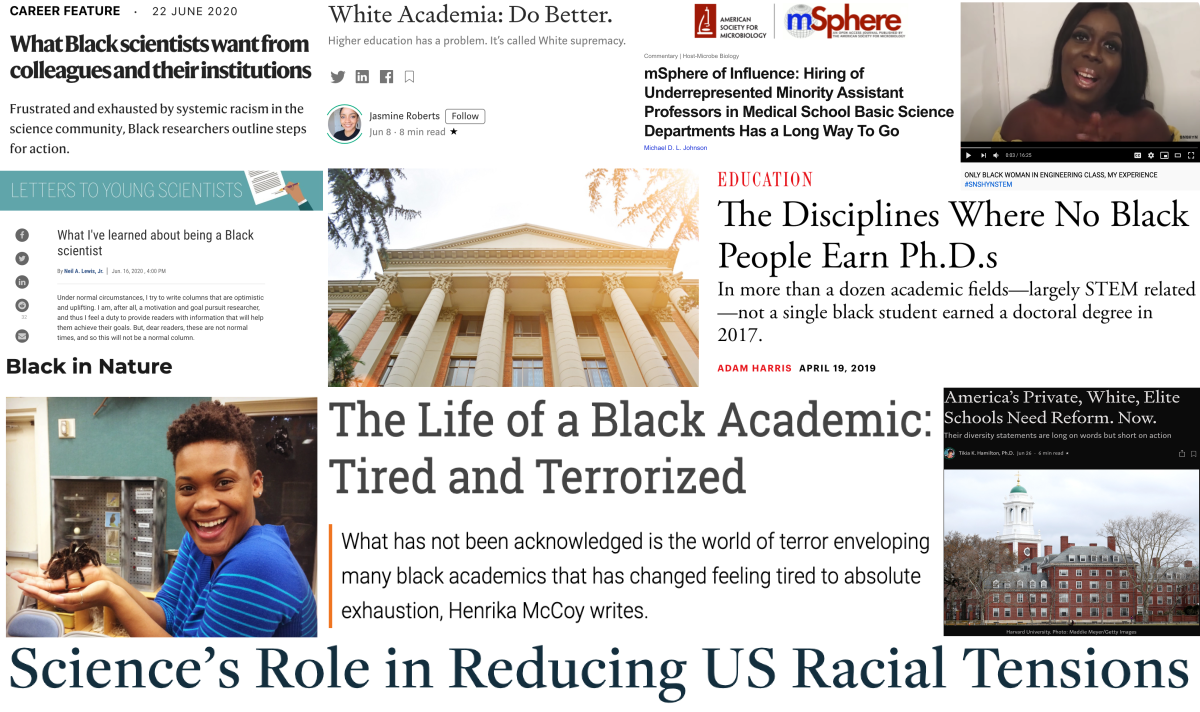 CAREER FEATURE · 22 JUNE 2020
What Black scientists want from
colleagues and their institutions
Frustrated and exhausted by systemic racism in the
science community, Black researchers outline steps
for action.
White Academia: Do Better.
Higher education has a problem. It's called White supremacy.
Jasmine Roberts Follow
Jun 8 · 8 min read ★
AMERICAN
SOCIETY FOR
MICROBIOLOGY
mSphere
Commentary | Host-Microbe Biology
mSphere of Influence: Hiring of
Underrepresented Minority Assistant
Professors in Medical School Basic Science
Departments Has a Long Way To Go
Michael D. L. Johnson
0:03 / 16:25
ONLY BLACK WOMAN IN ENGINEERING CLASS, MY EXPERIENCE
#SNSHYNSTEM
LETTERS TO YOUNG SCIENTISTS
What I've learned about being a Black
scientist
By Neil A. Lewis, Jr. | Jun. 16, 2020 , 4:00 PM
Under normal circumstances, I try to write columns that are optimistic
and uplifting. I am, after all, a motivation and goal pursuit researcher,
and thus I feel a duty to provide readers with information that will help
them achieve their goals. But, dear readers, these are not normal
times, and so this will not be a normal column.
EDUCATION
The Disciplines Where No Black
People Earn Ph.D.s
In more than a dozen academic fields—largely STEM related
—not a single black student earned a doctoral degree in
2017.
ADAM HARRIS APRIL 19, 2019
Black in Nature
The Life of a Black Academic:
Tired and Terrorized
What has not been acknowledged is the world of terror enveloping
many black academics that has changed feeling tired to absolute
exhaustion, Henrika McCoy writes.
America's Private, White, Elite
Schools Need Reform. Now.
Their diversity statements are long on words but short on action
Tikia K. Hamilton, Ph.D. Jun 26 · 6 min read
Harvard University. Photo: Maddie Meyer/Getty Images
Science's Role in Reducing US Racial Tensions